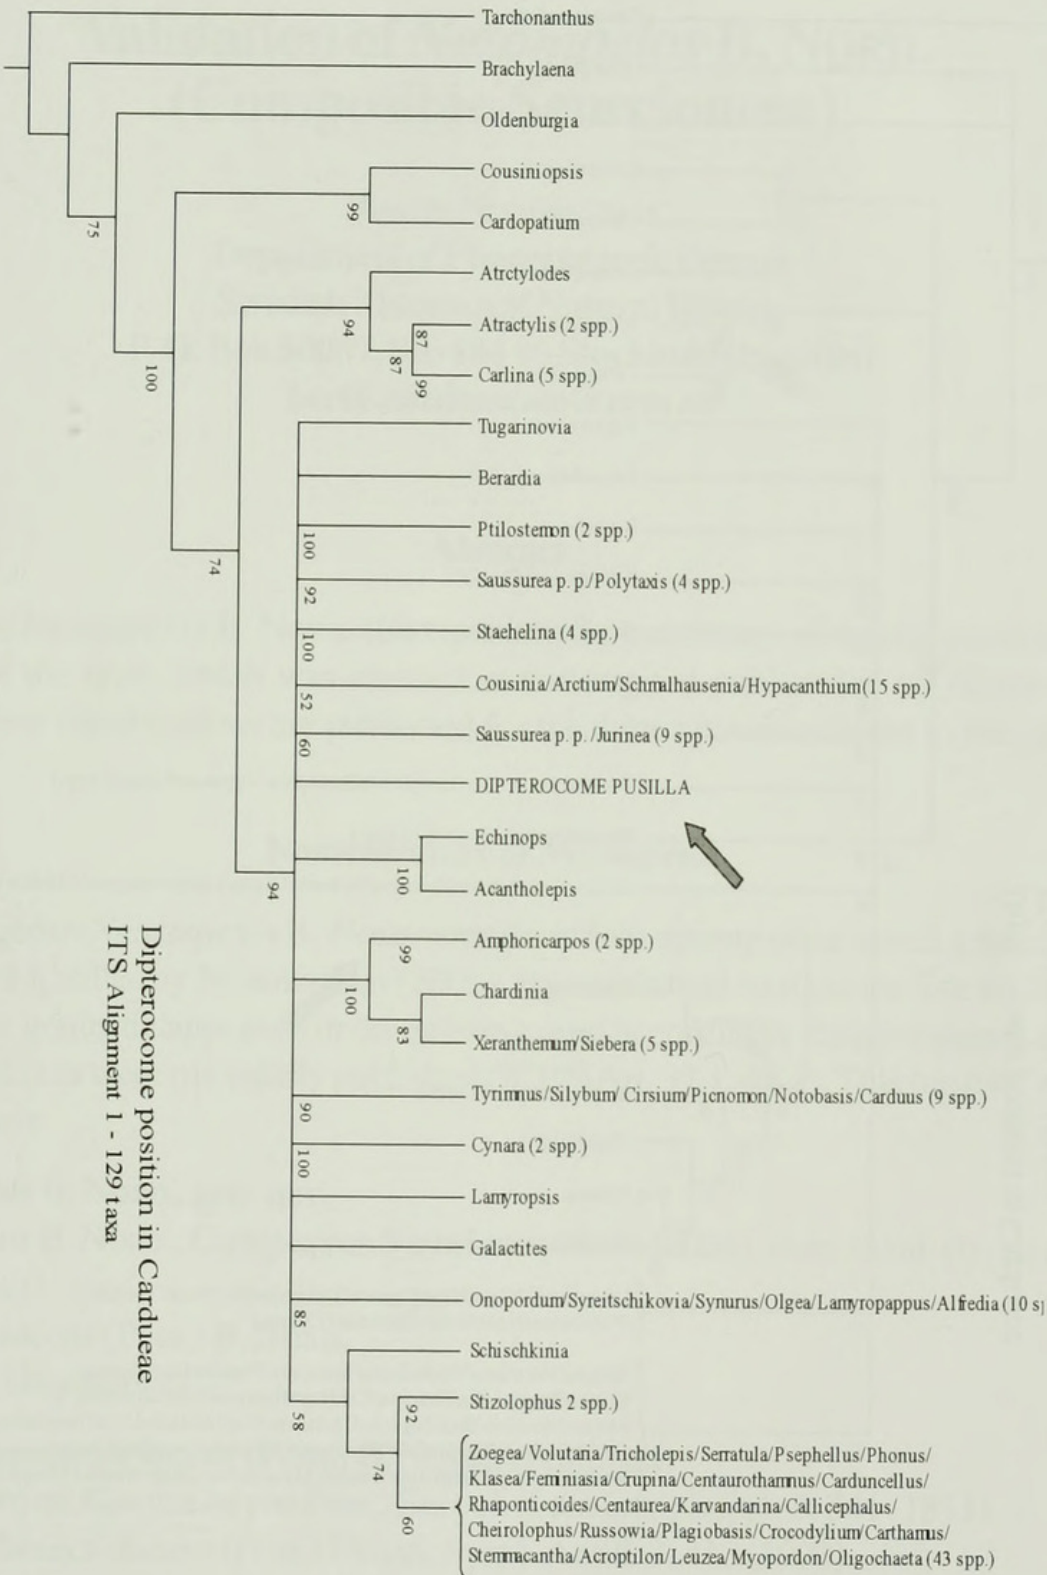 Tarchonanthus
Brachylaena
Oldenburgia
75
Cousiniopsis
99
Cardopatium
100
Atrctylodes
94
Atractylis (2 spp.)
87
87
Carlina (5 spp.)
99
74
Tugarinovia
Berardia
Ptilostemon (2 spp.)
100
Saussurea p. p./Polytaxis (4 spp.)
92
Staehelina (4 spp.)
100
Cousinia/Arctium/Schmalhausenia/Hypacanthium(15 spp.)
52
Saussurea p. p./Jurinea (9 spp.)
60
DIPTEROCOME PUSILLA
Echinops
100
Acantholepis
94
Amphoricarpos (2 spp.)
99
100
Chardinia
83
Xeranthemum/Siebera (5 spp.)
Tyrimnus/Silybum/ Cirsium/Picnomon/Notobasis/Carduus (9 spp.)
90
Cynara (2 spp.)
100
Lamyropsis
Galactites
Onopordum/Syreitschikovia/Synurus/Olgea/Lamyropappus/Alfredia (10 s
85
Schischkinia
58
Stizolophus 2 spp.)
92
74
Zoegea/Volutaria/Tricholepis/Serratula/Psephellus/Phonus/
Klasea/Feminiasia/Crupina/Centaurothamnus/Carduncellus/
Rhaponticoides/Centaurea/Karvandarina/Callicephalus/
Cheirolophus/Russowia/Plagiobasis/Crocodylium/Carthamus/
Stemmacantha/Acroptilon/Leuzea/Myopordon/Oligochaeta (43 spp.)
60
Dipterocome position in Cardueae
ITS Alignment 1 - 129 taxa